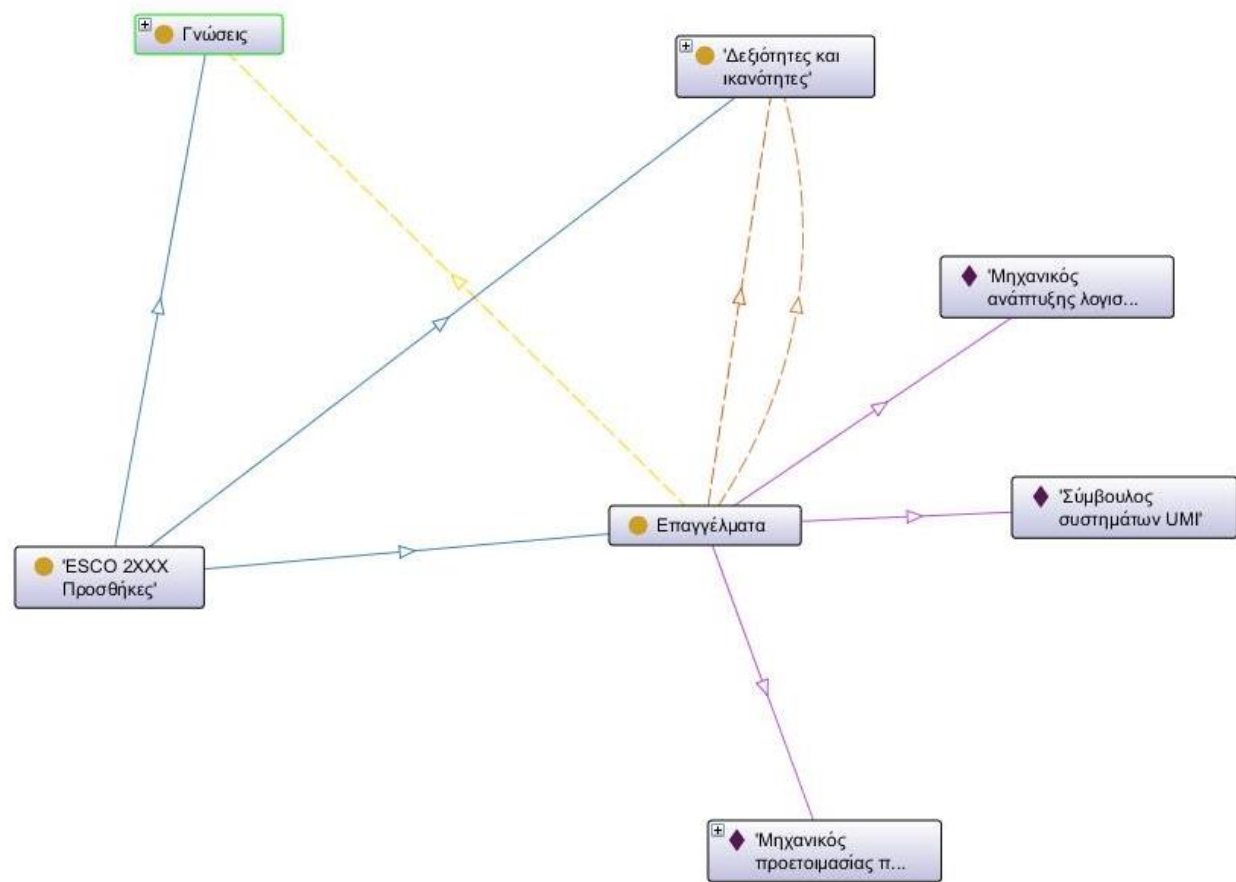 Γνώσεις
'Δεξιότητες και
ικανότητες'
'Μηχανικός
ανάπτυξης λογισ...
'Σύμβουλος
συστημάτων UMI'
Επαγγέλματα
'ESCO 2XXX
Προσθήκες'
'Μηχανικός
προετοιμασίας π...